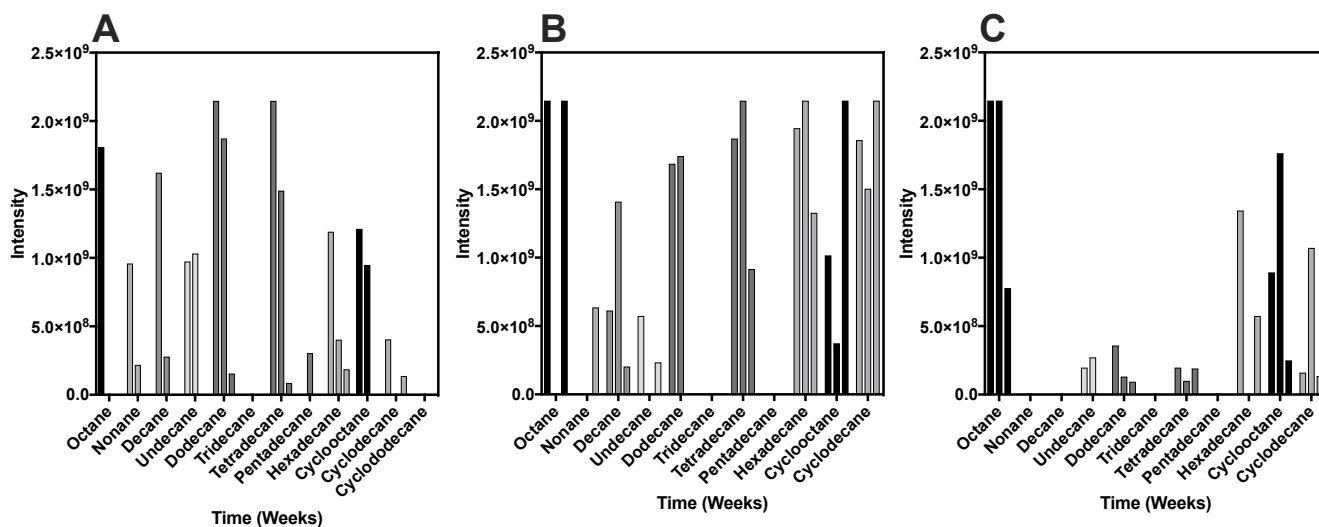 A
Intensity
2.5×10⁹
2.0×10⁹
1.5×10⁹
1.0×10⁹
5.0×10⁸
0.0
Octane
Nonane
Decane
Undecane
Dodecane
Tridecane
Tetradecane
Pentadecane
Hexadecane
Cyclooctane
Cyclodecane
Cyclododecane
Time (Weeks)
B
Intensity
2.5×10⁹
2.0×10⁹
1.5×10⁹
1.0×10⁹
5.0×10⁸
0.0
Octane
Nonane
Decane
Undecane
Dodecane
Tridecane
Tetradecane
Pentadecane
Hexadecane
Cyclooctane
Cyclodecane
Time (Weeks)
C
Intensity
2.5×10⁹
2.0×10⁹
1.5×10⁹
1.0×10⁹
5.0×10⁸
0.0
Octane
Nonane
Decane
Undecane
Dodecane
Tridecane
Tetradecane
Pentadecane
Hexadecane
Cyclooctane
Cyclodecane
Time (Weeks)